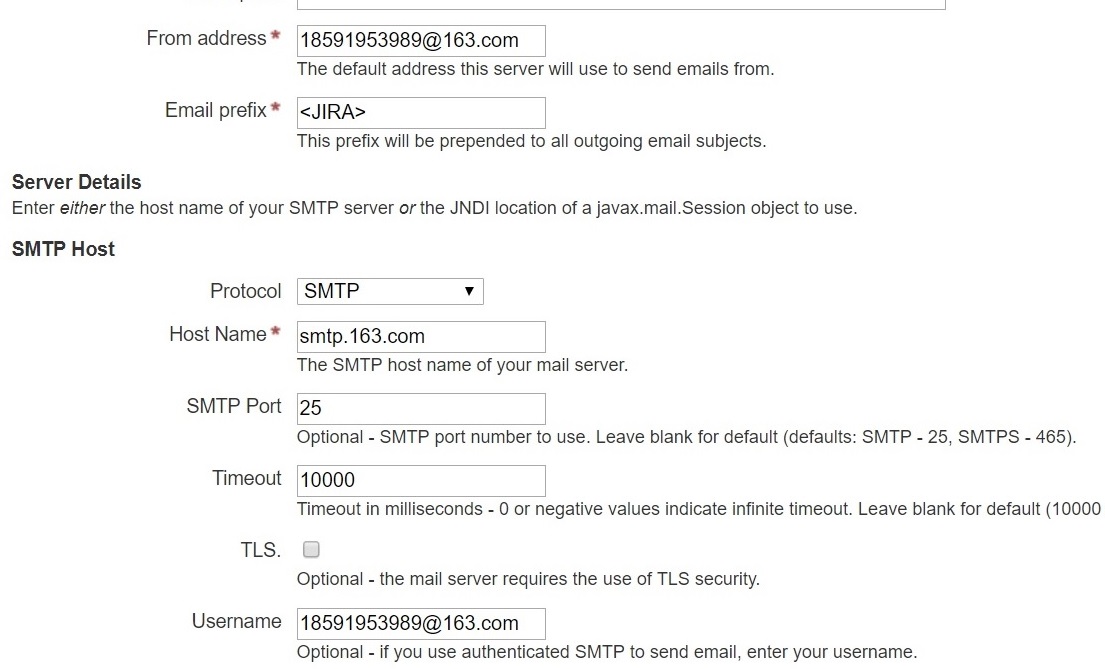 From address *
18591953989@163.com
The default address this server will use to send emails from.
Email prefix *
<JIRA>
This prefix will be prepended to all outgoing email subjects.
Server Details
Enter either the host name of your SMTP server or the JNDI location of a javax.mail.Session object to use.
SMTP Host
Protocol SMTP
Host Name *
smtp.163.com
The SMTP host name of your mail server.
SMTP Port 25
Optional - SMTP port number to use. Leave blank for default (defaults: SMTP - 25, SMTPS - 465).
Timeout 10000
Timeout in milliseconds - 0 or negative values indicate infinite timeout. Leave blank for default (10000
TLS.
Optional - the mail server requires the use of TLS security.
Username 18591953989@163.com
Optional - if you use authenticated SMTP to send email, enter your username.